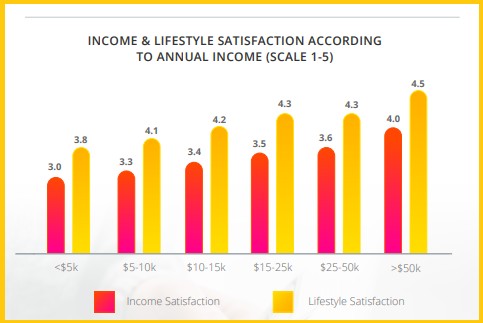 INCOME & LIFESTYLE SATISFACTION ACCORDING
TO ANNUAL INCOME (SCALE 1-5)
3.0 3.8 3.3 4.1 3.4 4.2 3.5 4.3 3.6 4.3 4.0 4.5
<$5k $5-10k $10-15k $15-25k $25-50k >$50k
Income Satisfaction Lifestyle Satisfaction